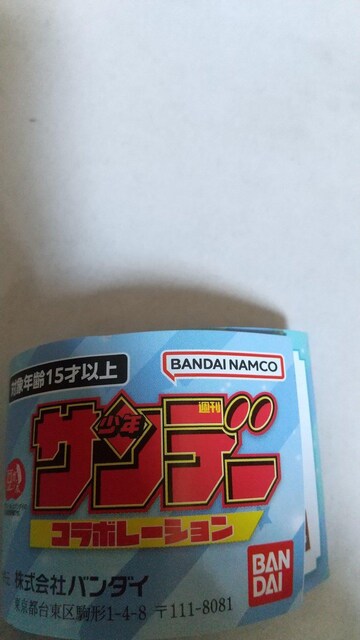 対象年齢15才以上
BANDAI NAMCO
週刊
少年
サンデー
コラボレーション
株式会社バンダイ
BAN
DAI
東京都台東区駒形1-4-8 〒111-8081